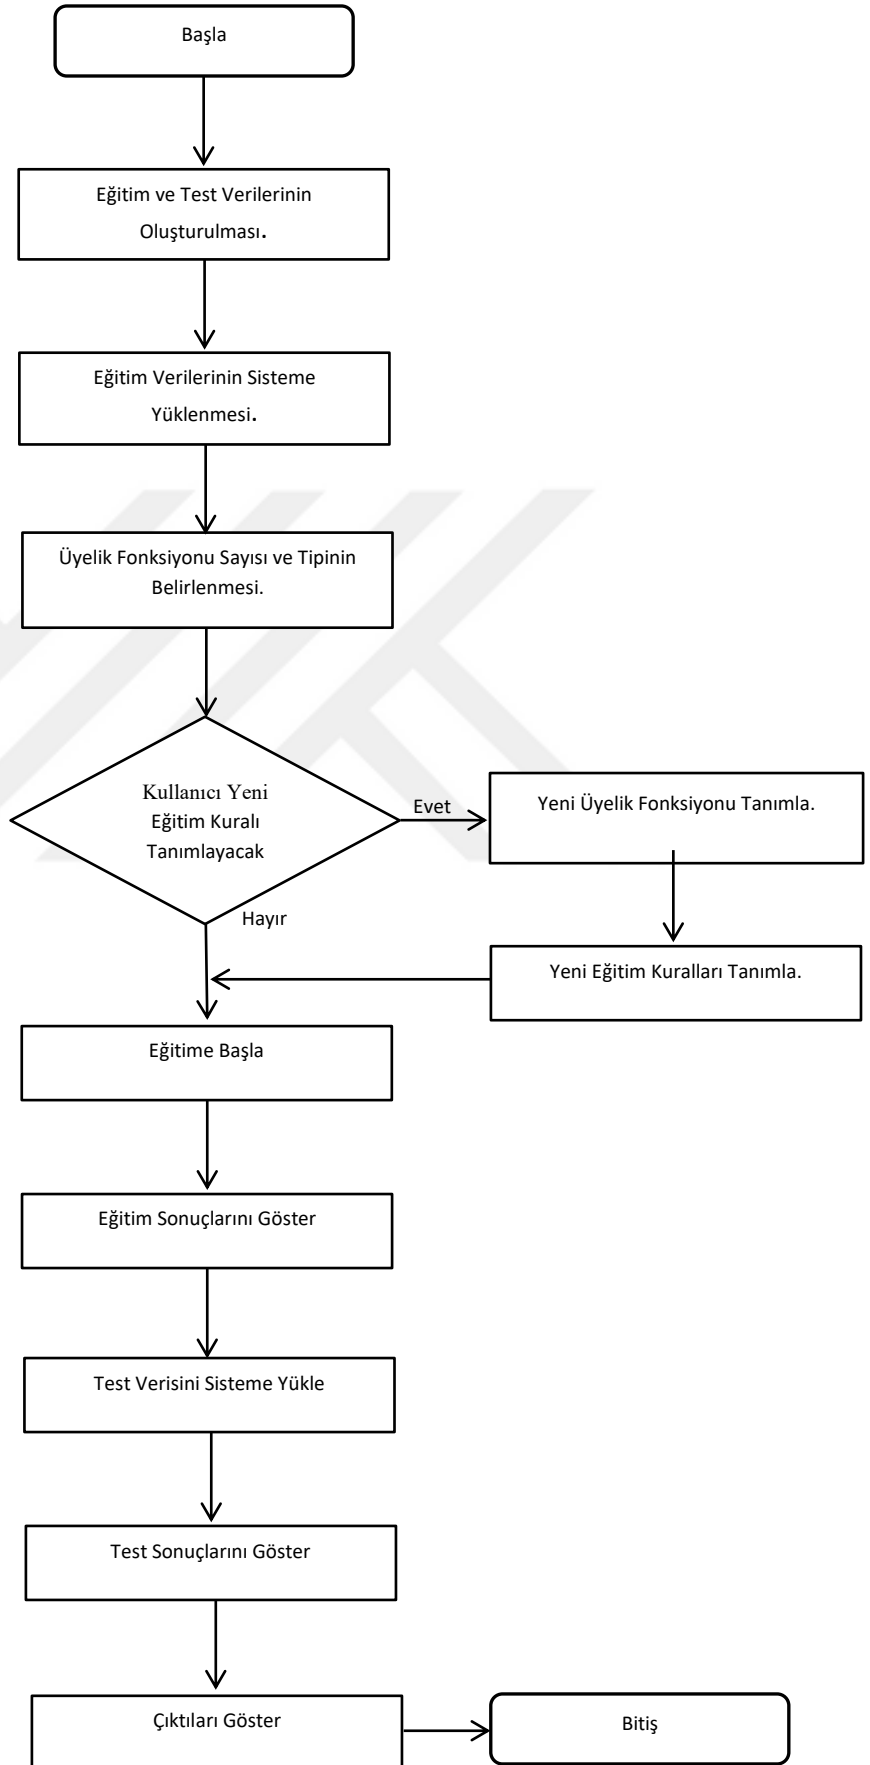 Başla
Eğitim ve Test Verilerinin
Oluşturulması.
Eğitim Verilerinin Sisteme
Yüklenmesi.
Üyelik Fonksiyonu Sayısı ve Tipinin
Belirlenmesi.
Kullanıcı Yeni
Eğitim Kuralı
Tanımlayacak
Evet
Yeni Üyelik Fonksiyonu Tanımla.
Hayır
Yeni Eğitim Kuralları Tanımla.
Eğitime Başla
Eğitim Sonuçlarını Göster
Test Verisini Sisteme Yükle
Test Sonuçlarını Göster
Çıktıları Göster
Bitiş